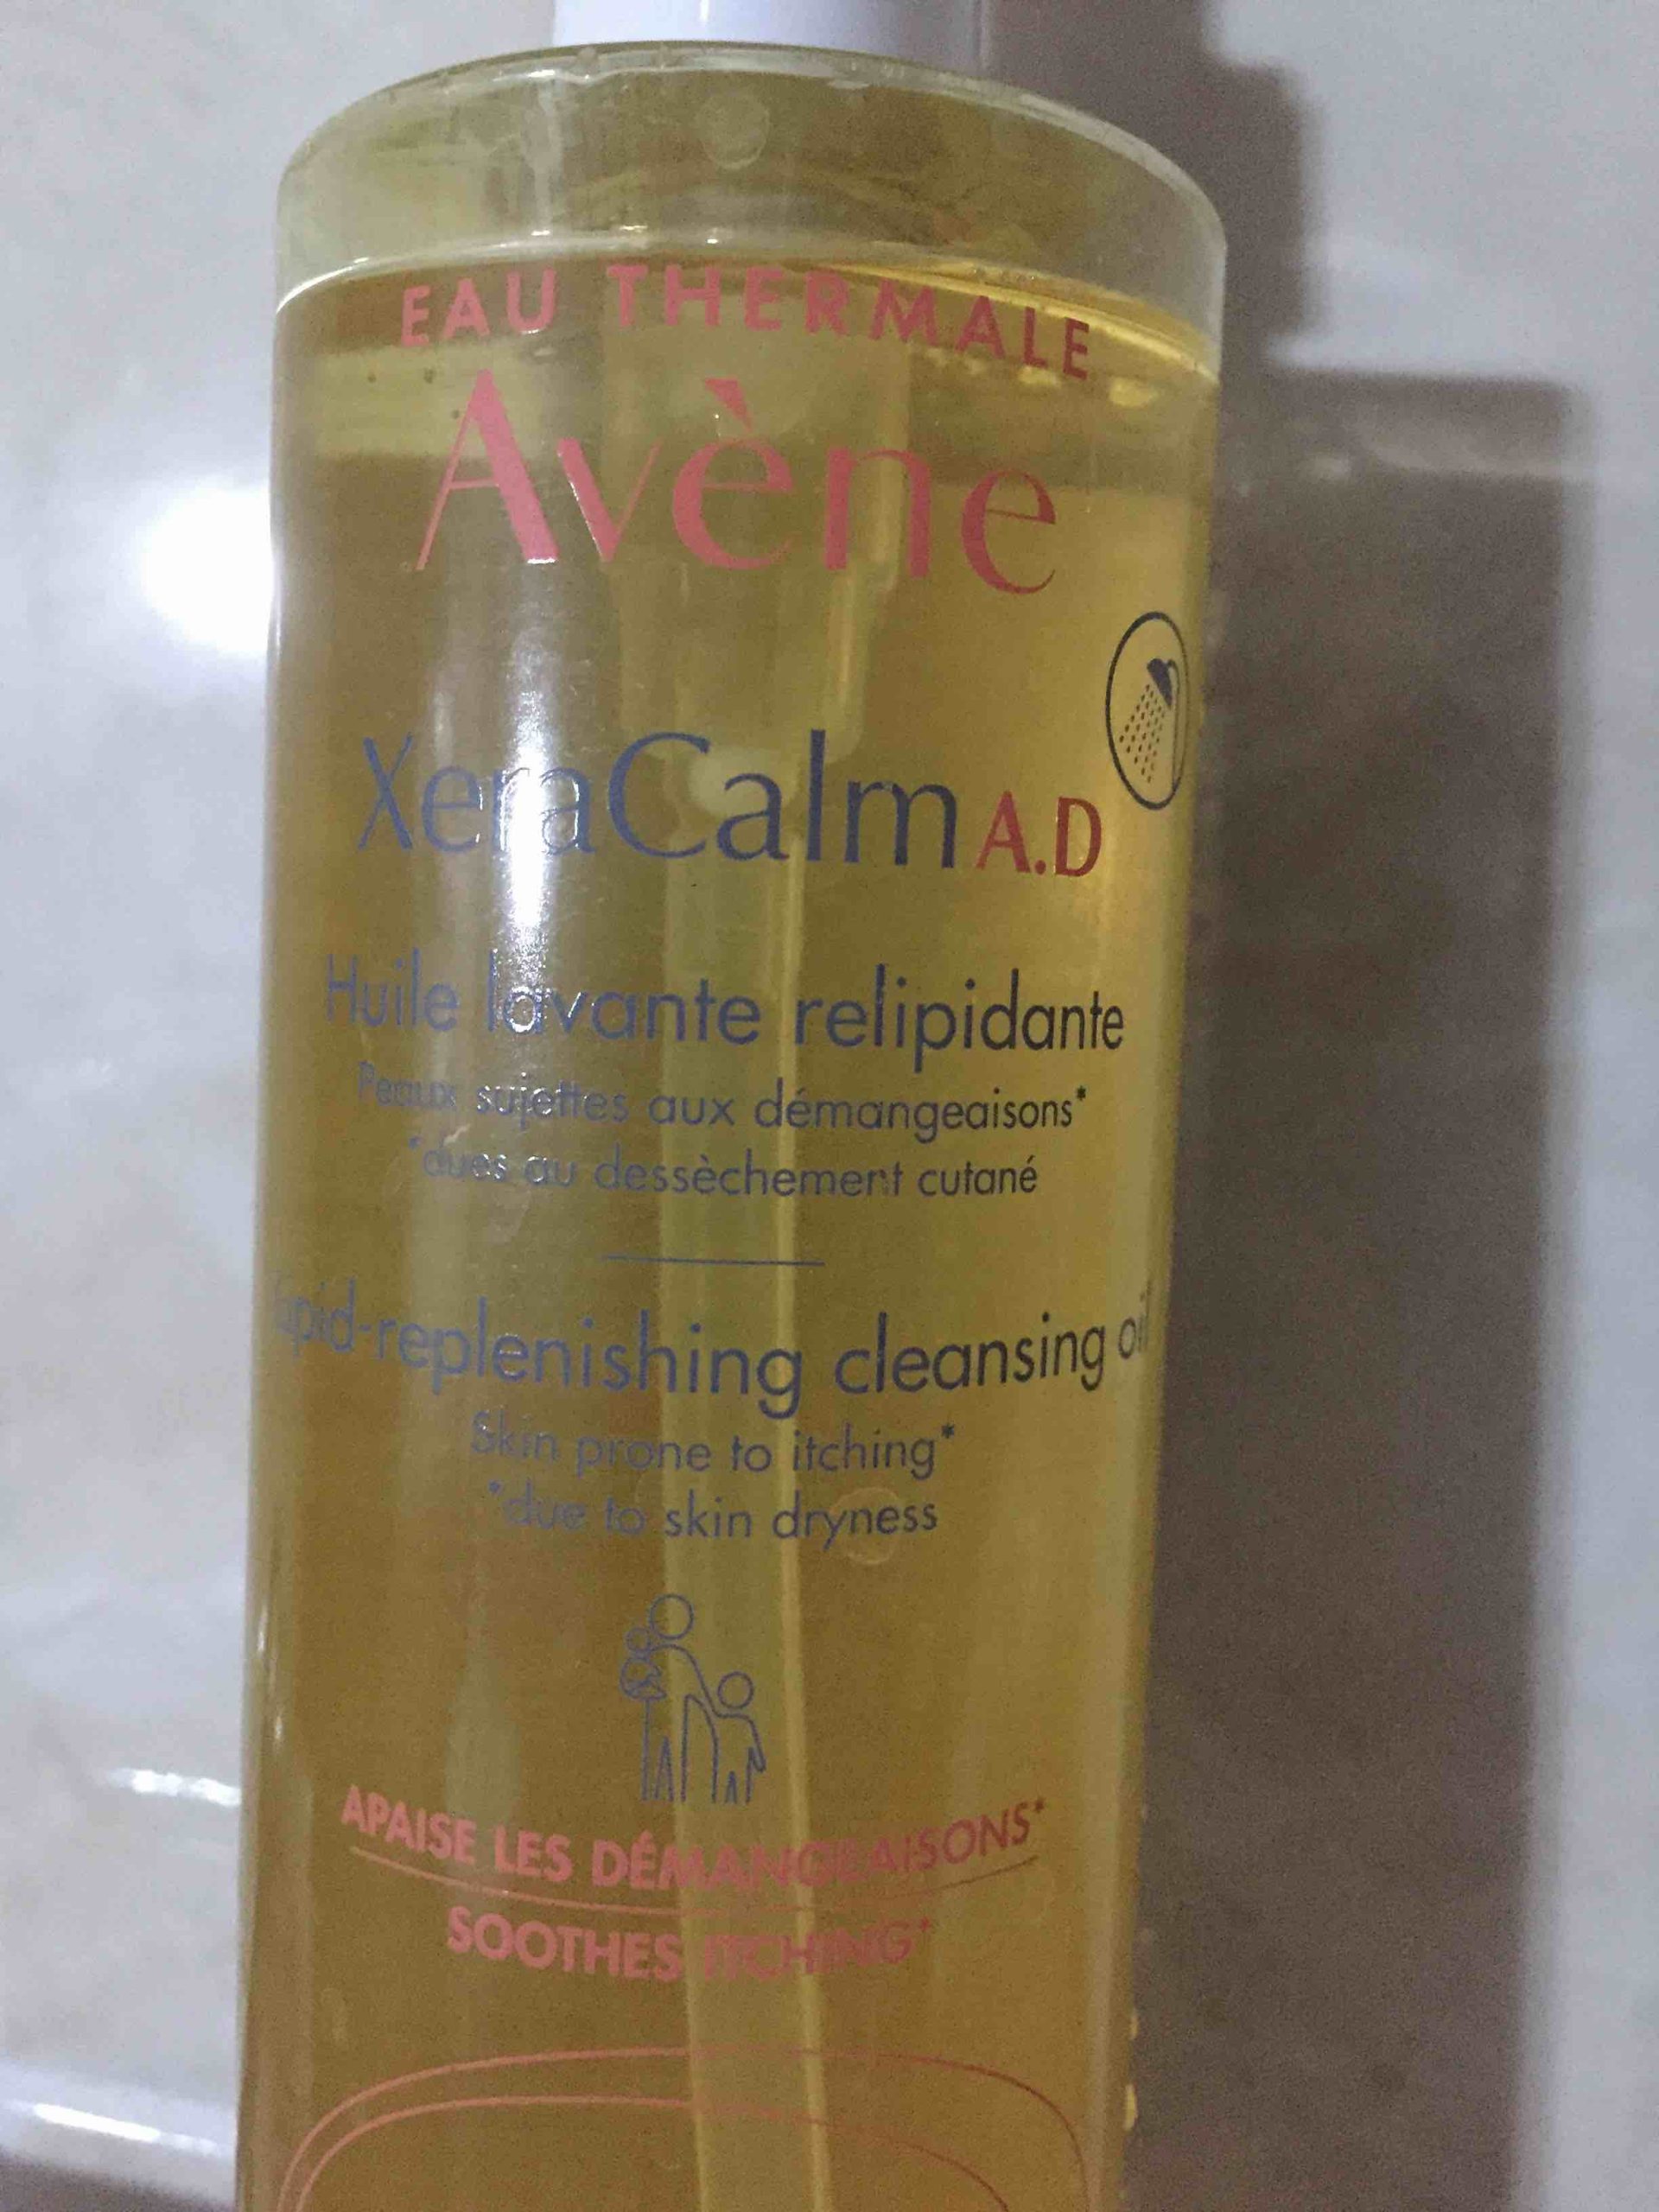 EAU THERMALE
Avène
XeraCalm A.D
Huile lavante relipidante
Peaux sujettes aux démangeaisons*
*dues au dessèchement cutané
-replenishing cleansing oil
Skin prone to itching*
*due to skin dryness
APAISE LES DÉMANGEAISONS*
SOOTHES ITCHING*